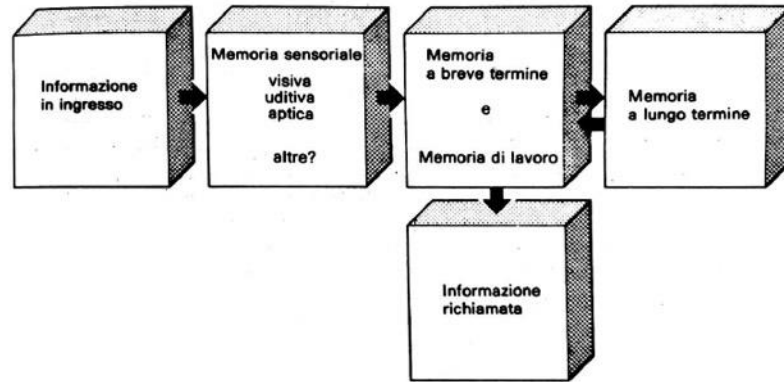 Informazione
in ingresso
Memoria sensoriale
visiva
uditiva
aptica
altre?
Memoria
a breve termine
e
Memoria di lavoro
Memoria
a lungo termine
Informazione
richiamata